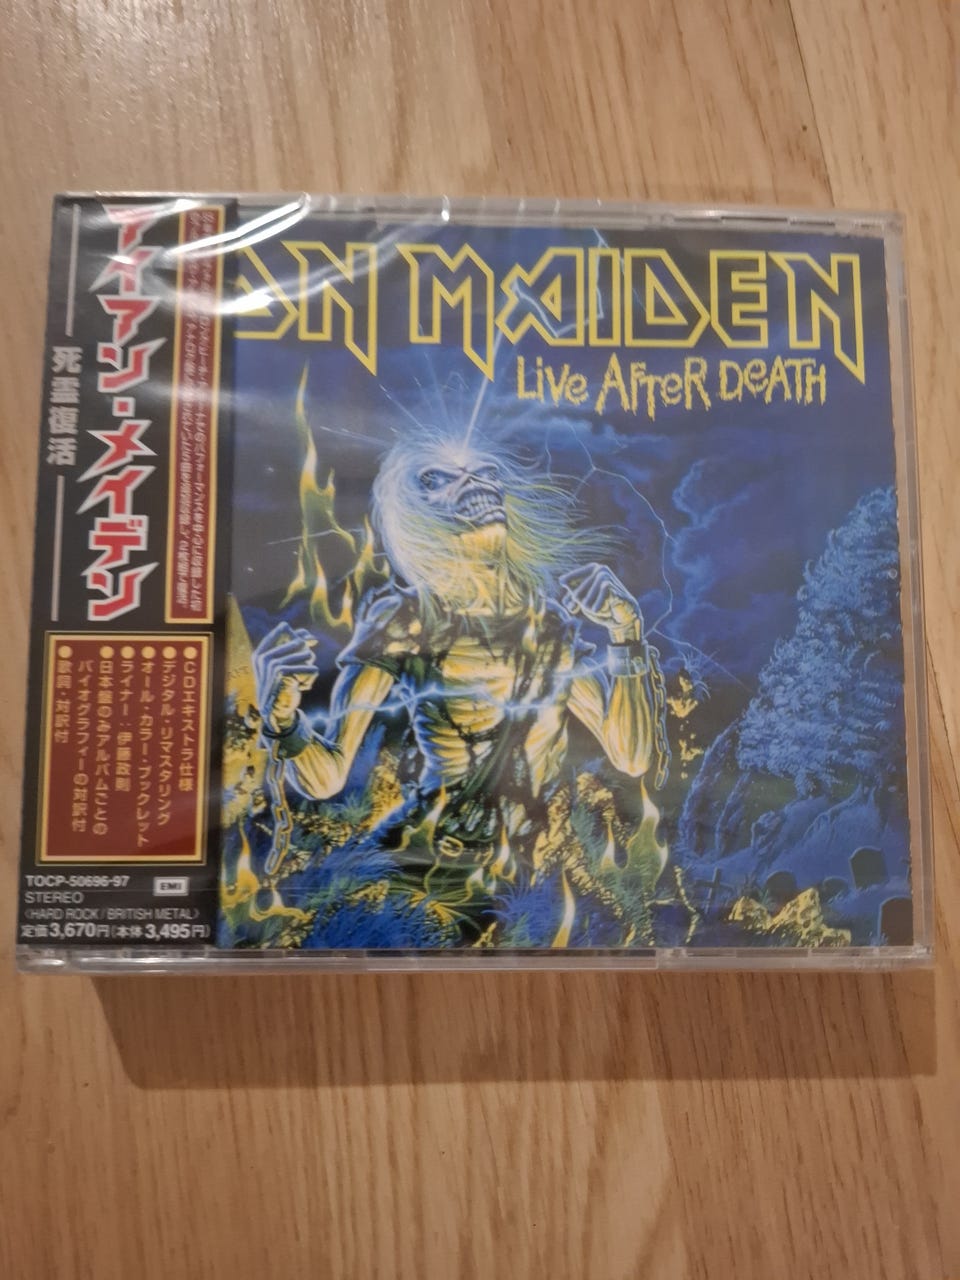 アイアン・メイデン
死霊復活
●CDエキストラ仕様
●デジタル・リマスタリング
●オール・カラー・ブックレット
●ライナー：伊藤政則
●日本盤のみアルバムごとの
バイオグラフィーの対訳付
●歌詞・対訳付
TOCP-50696-97
EMI
STEREO
〈HARD ROCK / BRITISH METAL〉
定価3,670円(本体3,495円)
ON MAIDEN
LIVE AFTER DEATH